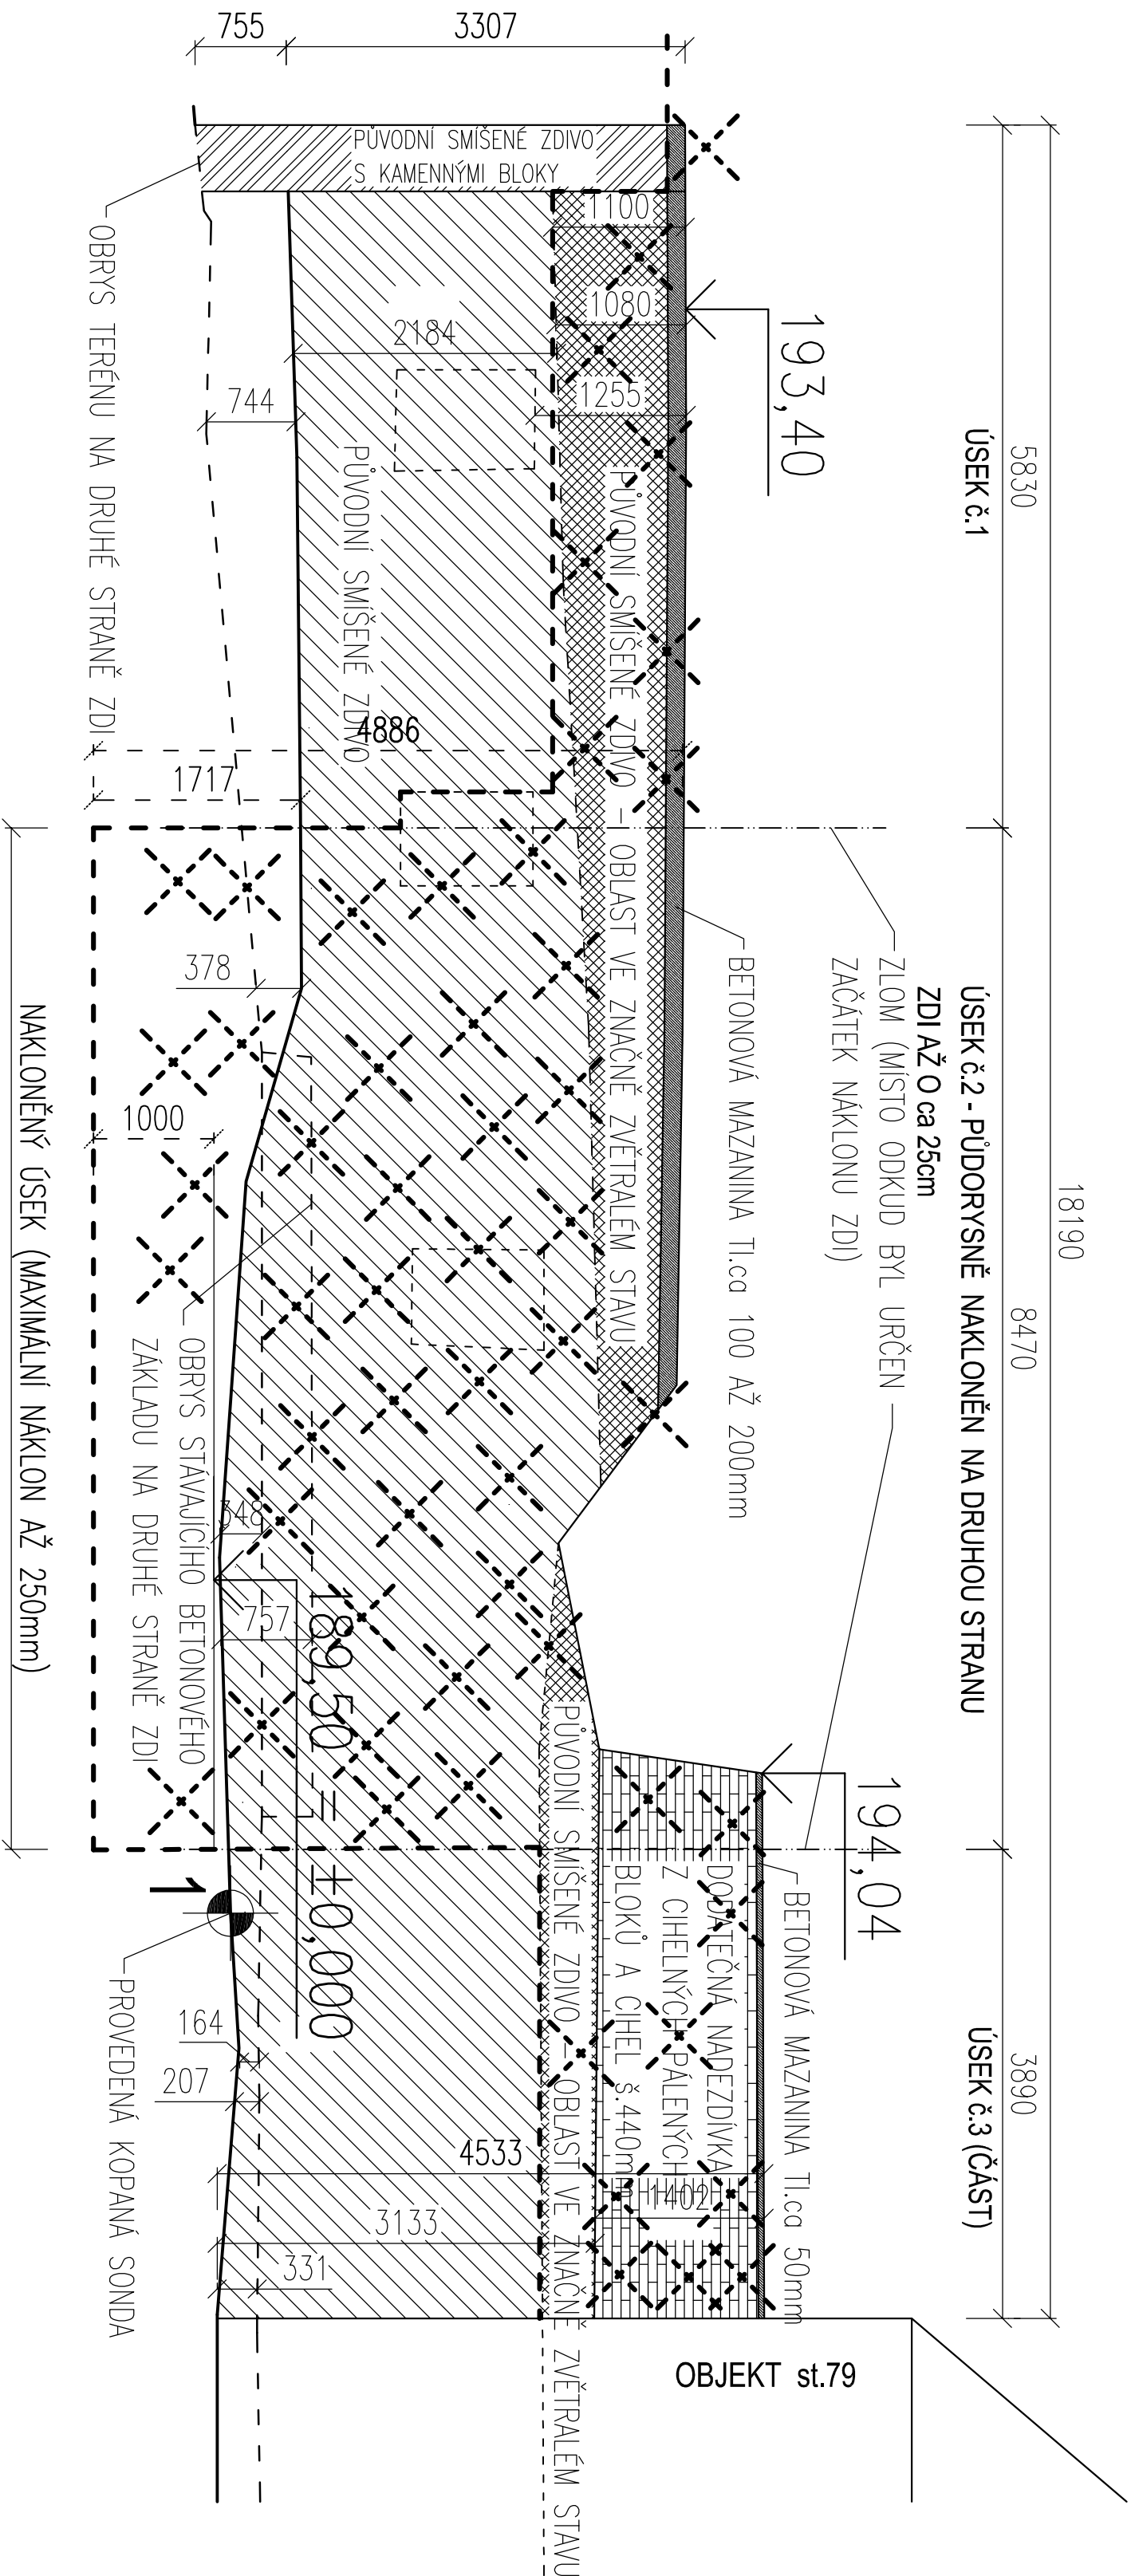 18190
5830
8470
3890
ÚSEK č.1
ÚSEK č.2 - PŮDORYSNĚ NAKLONĚN NA DRUHOU STRANU
ZDI AŽ O ca 25cm
ÚSEK č.3 (ČÁST)
ZLOM (MÍSTO ODKUD BYL URČEN
ZAČÁTEK NÁKLONU ZDI)
193,40
194,04
BETONOVÁ MAZANINA Tl.ca 100 AŽ 200mm
BETONOVÁ MAZANINA Tl.ca 50mm
DODATEČNÁ NADEZDÍVKA
Z CIHELNÝCH PÁLENÝCH
BLOKŮ A CIHEL š.440mm
OBJEKT st.79
3307
755
PŮVODNÍ SMÍŠENÉ ZDIVO
S KAMENNÝMI BLOKY
1100
1080
1255
2184
744
PŮVODNÍ SMÍŠENÉ ZDIVO – OBLAST VE ZNAČNĚ ZVĚTRALÉM STAVU
PŮVODNÍ SMÍŠENÉ ZDIVO – OBLAST VE ZNAČNĚ ZVĚTRALÉM STAVU
PŮVODNÍ SMÍŠENÉ ZDIVO
4886
1717
378
1000
348
757
189,50 = ±0,000
1
164
207
4533
1402
3133
331
OBRYS TERÉNU NA DRUHÉ STRANĚ ZDI
OBRYS STÁVAJÍCÍHO BETONOVÉHO
ZÁKLADU NA DRUHÉ STRANĚ ZDI
PROVEDENÁ KOPANÁ SONDA
NAKLONĚNÝ ÚSEK (MAXIMÁLNÍ NÁKLON AŽ 250mm)